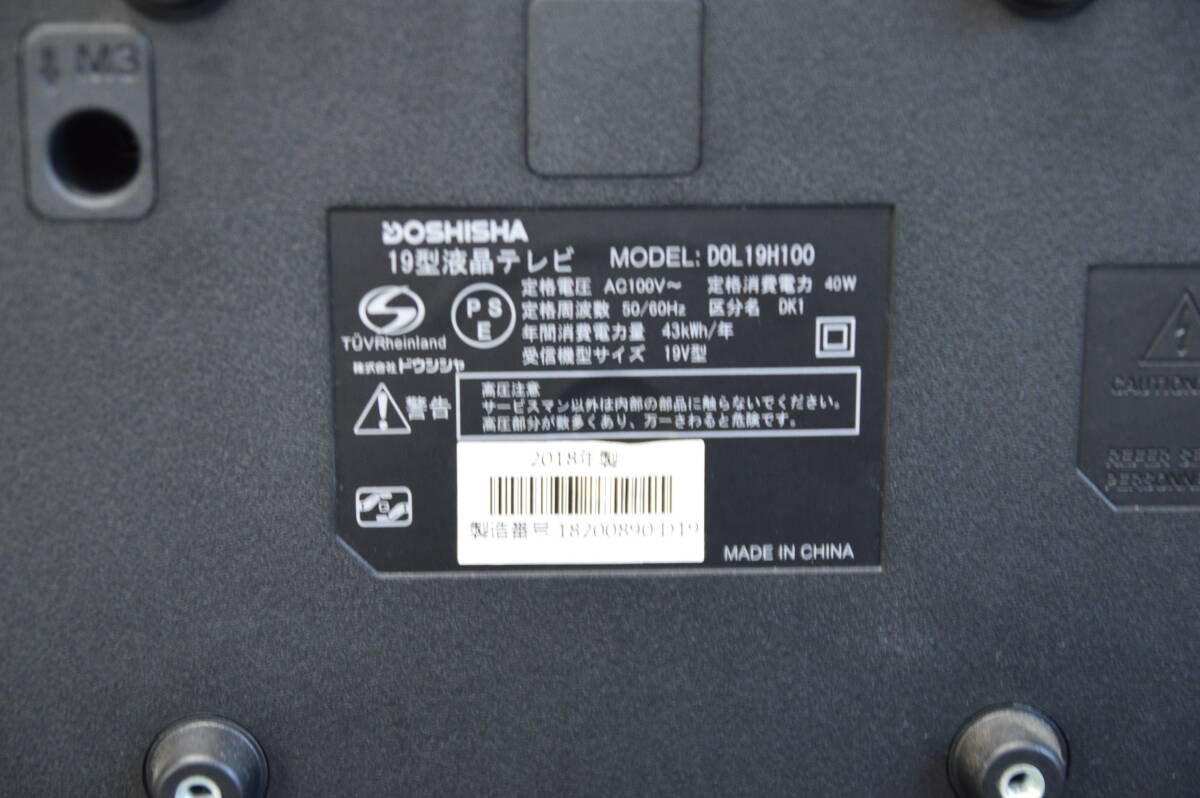 M3
DOSHISHA
19型液晶テレビ MODEL: DOL19H100
定格電圧 AC100V～ 定格消費電力 40W
定格周波数 50/60Hz 区分名 DK1
年間消費電力量 43kWh/年
受信機型サイズ 19V型
PS
E
TÜVRheinland
株式会社ドウシシャ
警告
高圧注意
サービスマン以外は内部の部品に触らないでください。
高圧部分が数多くあり、万一さわると危険です。
2018年製
製造番号 18200890 D19
MADE IN CHINA
CAUTION
REFER SE
PERSONNE